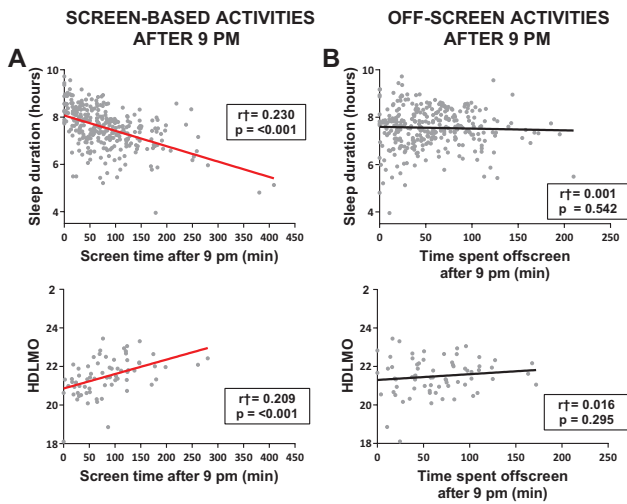 SCREEN-BASED ACTIVITIES
AFTER 9 PM
OFF-SCREEN ACTIVITIES
AFTER 9 PM
A
Sleep duration (hours)
10
8
6
4
r†= 0.230
p = <0.001
0 50 100 150 200 250 300 350 400 450
Screen time after 9 pm (min)
B
Sleep duration (hours)
10
8
6
4
r†= 0.001
p = 0.542
0 50 100 150 200 250
Time spent offscreen
after 9 pm (min)
HDLMO
2
22
21
20
18
r†= 0.209
p = <0.001
0 50 100 150 200 250 300 350 400 450
Screen time after 9 pm (min)
HDLMO
2
24
22
20
18
r†= 0.016
p = 0.295
0 50 100 150 200 250
Time spent offscreen
after 9 pm (min)